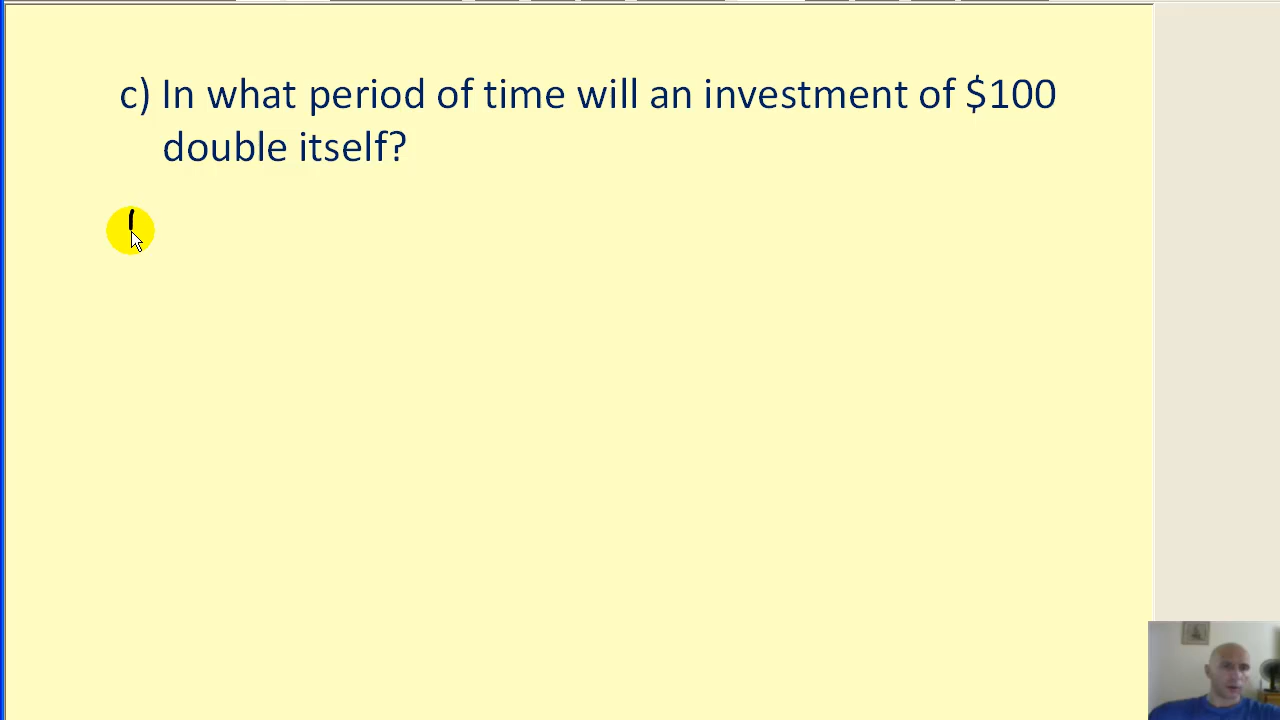 c) In what period of time will an investment of $100
double itself?